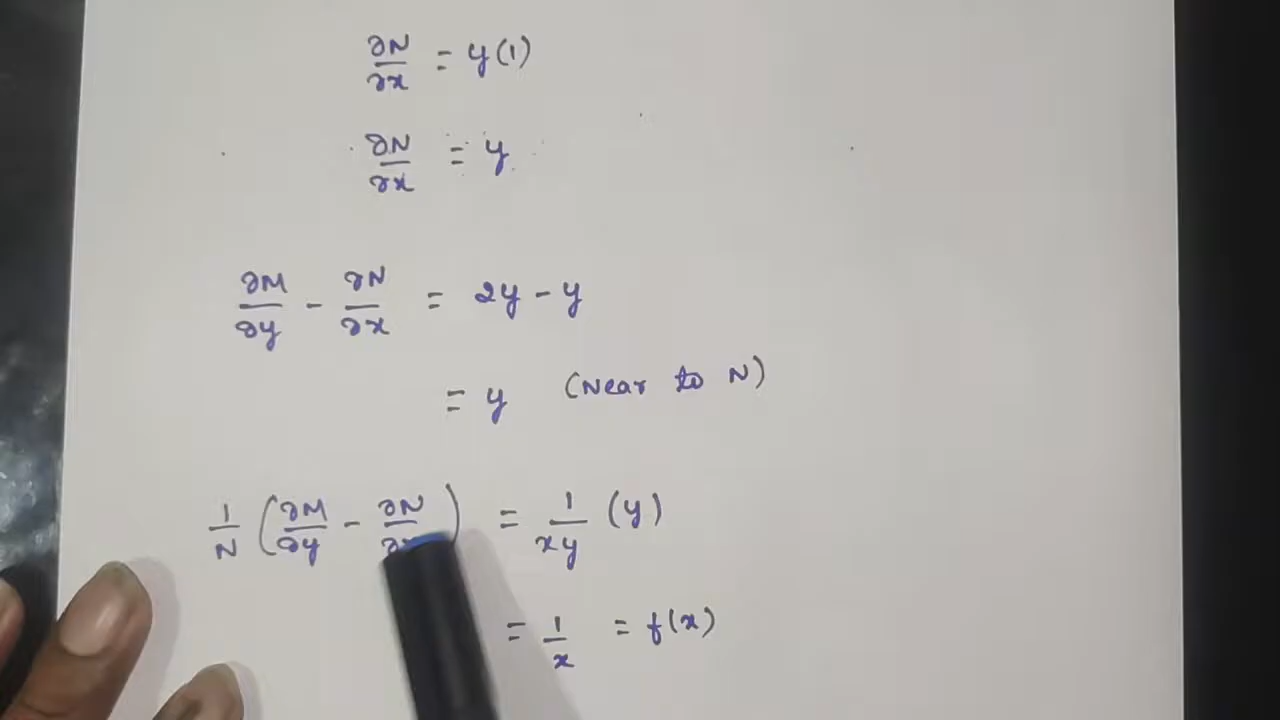 ∂N/∂x = y(1)
∂N/∂x = y
∂M/∂y - ∂N/∂x = 2y - y
= y (Near to N)
1/N (∂M/∂y - ∂N/∂x) = 1/xy (y)
= 1/x = f(x)